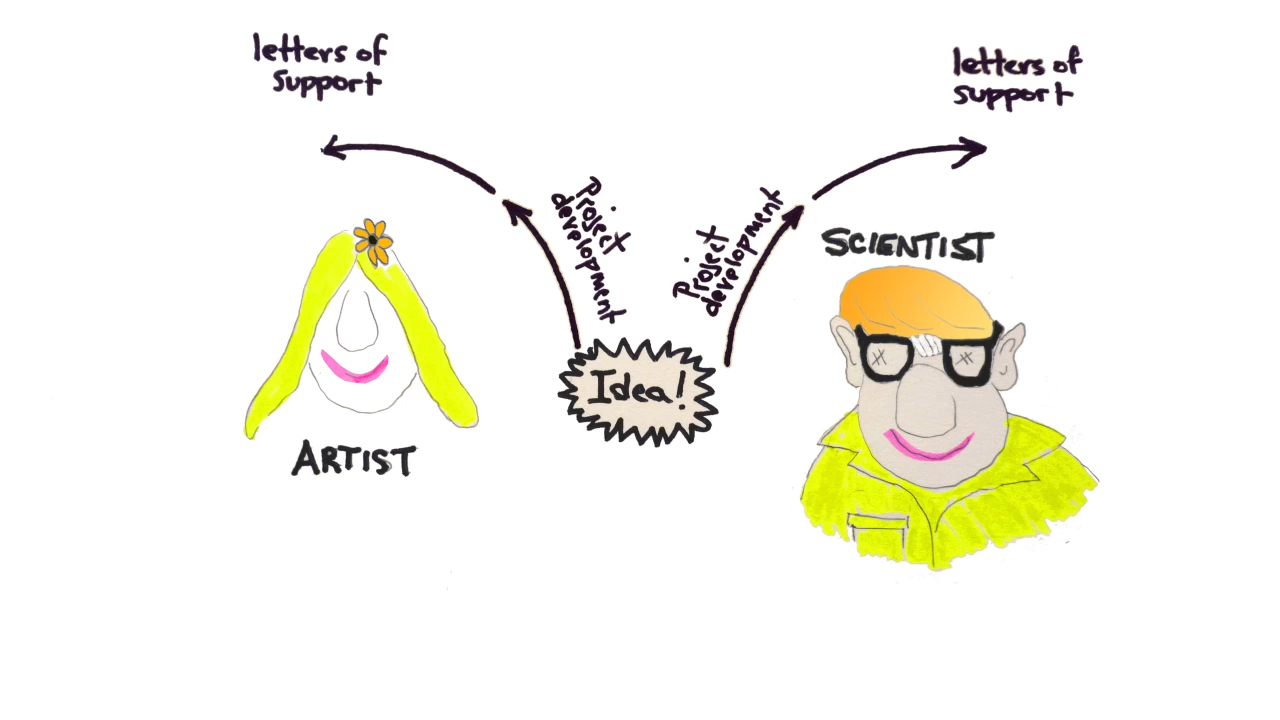 letters of
support
letters of
support
Project
development
Project
development
SCIENTIST
Idea!
ARTIST